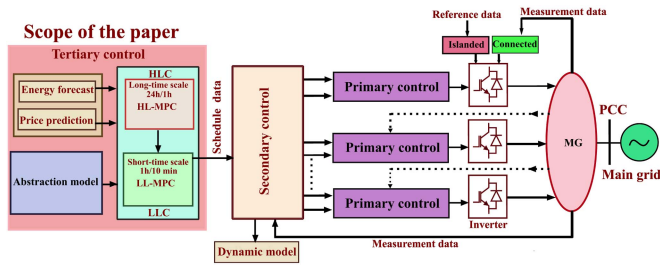 Scope of the paper
Tertiary control
Energy forecast
Price prediction
Abstraction model
HLC
Long-time scale
24h/1h
HL-MPC
Short-time scale
1h/10 min
LL-MPC
LLC
Schedule data
Secondary control
Dynamic model
Primary control
Primary control
Primary control
Reference data
Measurement data
Islanded
Connected
Inverter
Measurement data
MG
PCC
Main grid